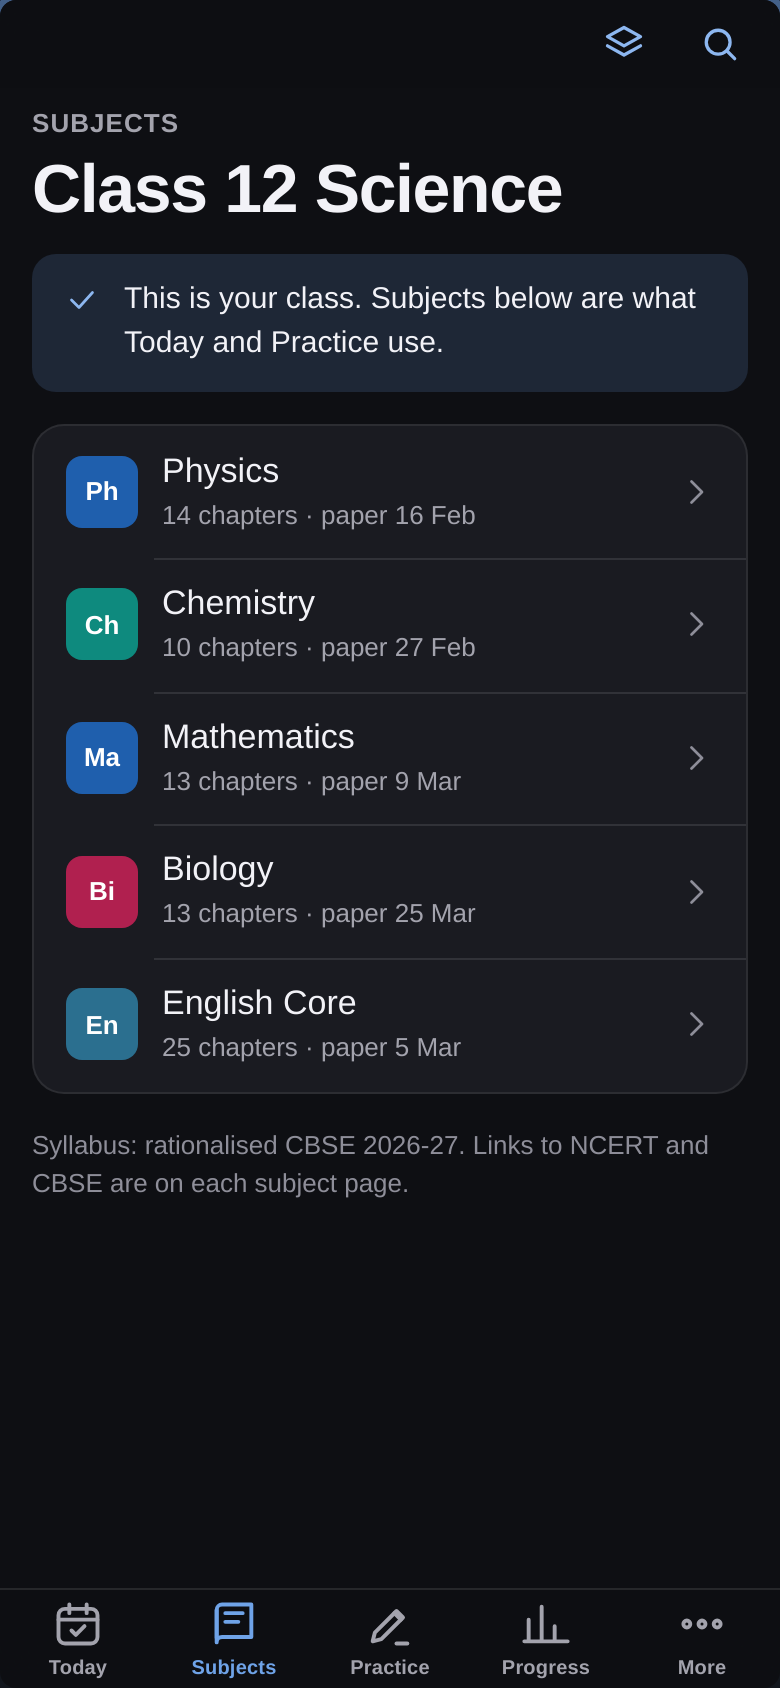 SUBJECTS
Class 12 Science
This is your class. Subjects below are what
Today and Practice use.
Ph
Physics
14 chapters · paper 16 Feb
Ch
Chemistry
10 chapters · paper 27 Feb
Ma
Mathematics
13 chapters · paper 9 Mar
Bi
Biology
13 chapters · paper 25 Mar
En
English Core
25 chapters · paper 5 Mar
Syllabus: rationalised CBSE 2026-27. Links to NCERT and
CBSE are on each subject page.
Today Subjects Practice Progress More